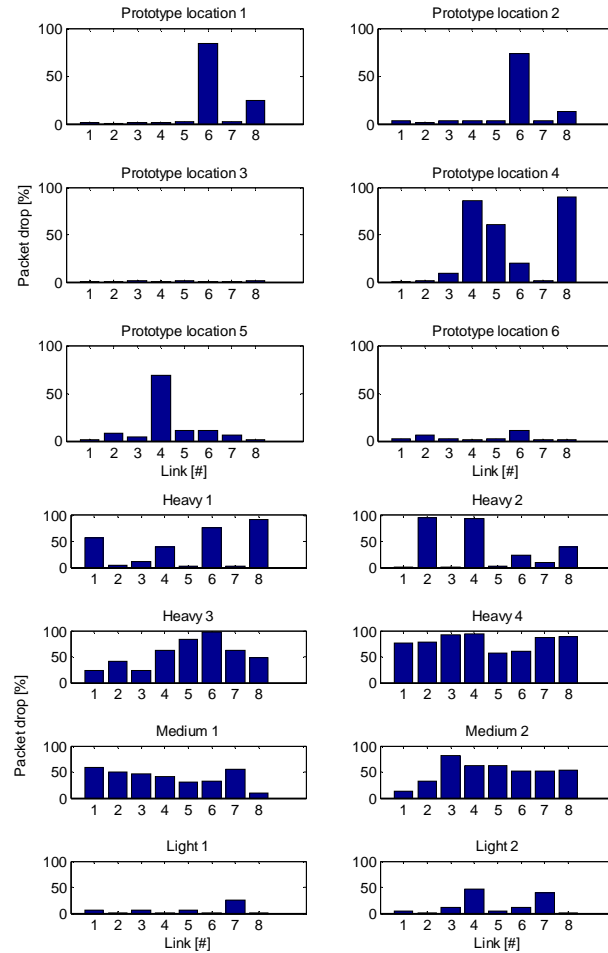 Prototype location 1
Prototype location 2
100
50
0
1 2 3 4 5 6 7 8
100
50
0
1 2 3 4 5 6 7 8
Prototype location 3
Prototype location 4
Packet drop [%]
100
50
0
1 2 3 4 5 6 7 8
100
50
0
1 2 3 4 5 6 7 8
Prototype location 5
Prototype location 6
100
50
0
1 2 3 4 5 6 7 8
Link [#]
100
50
0
1 2 3 4 5 6 7 8
Link [#]
Heavy 1
Heavy 2
100
50
0
1 2 3 4 5 6 7 8
100
50
0
1 2 3 4 5 6 7 8
Heavy 3
Heavy 4
Packet drop [%]
100
50
0
1 2 3 4 5 6 7 8
100
50
0
1 2 3 4 5 6 7 8
Medium 1
Medium 2
100
50
0
1 2 3 4 5 6 7 8
100
50
0
1 2 3 4 5 6 7 8
Light 1
Light 2
100
50
0
1 2 3 4 5 6 7 8
Link [#]
100
50
0
1 2 3 4 5 6 7 8
Link [#]